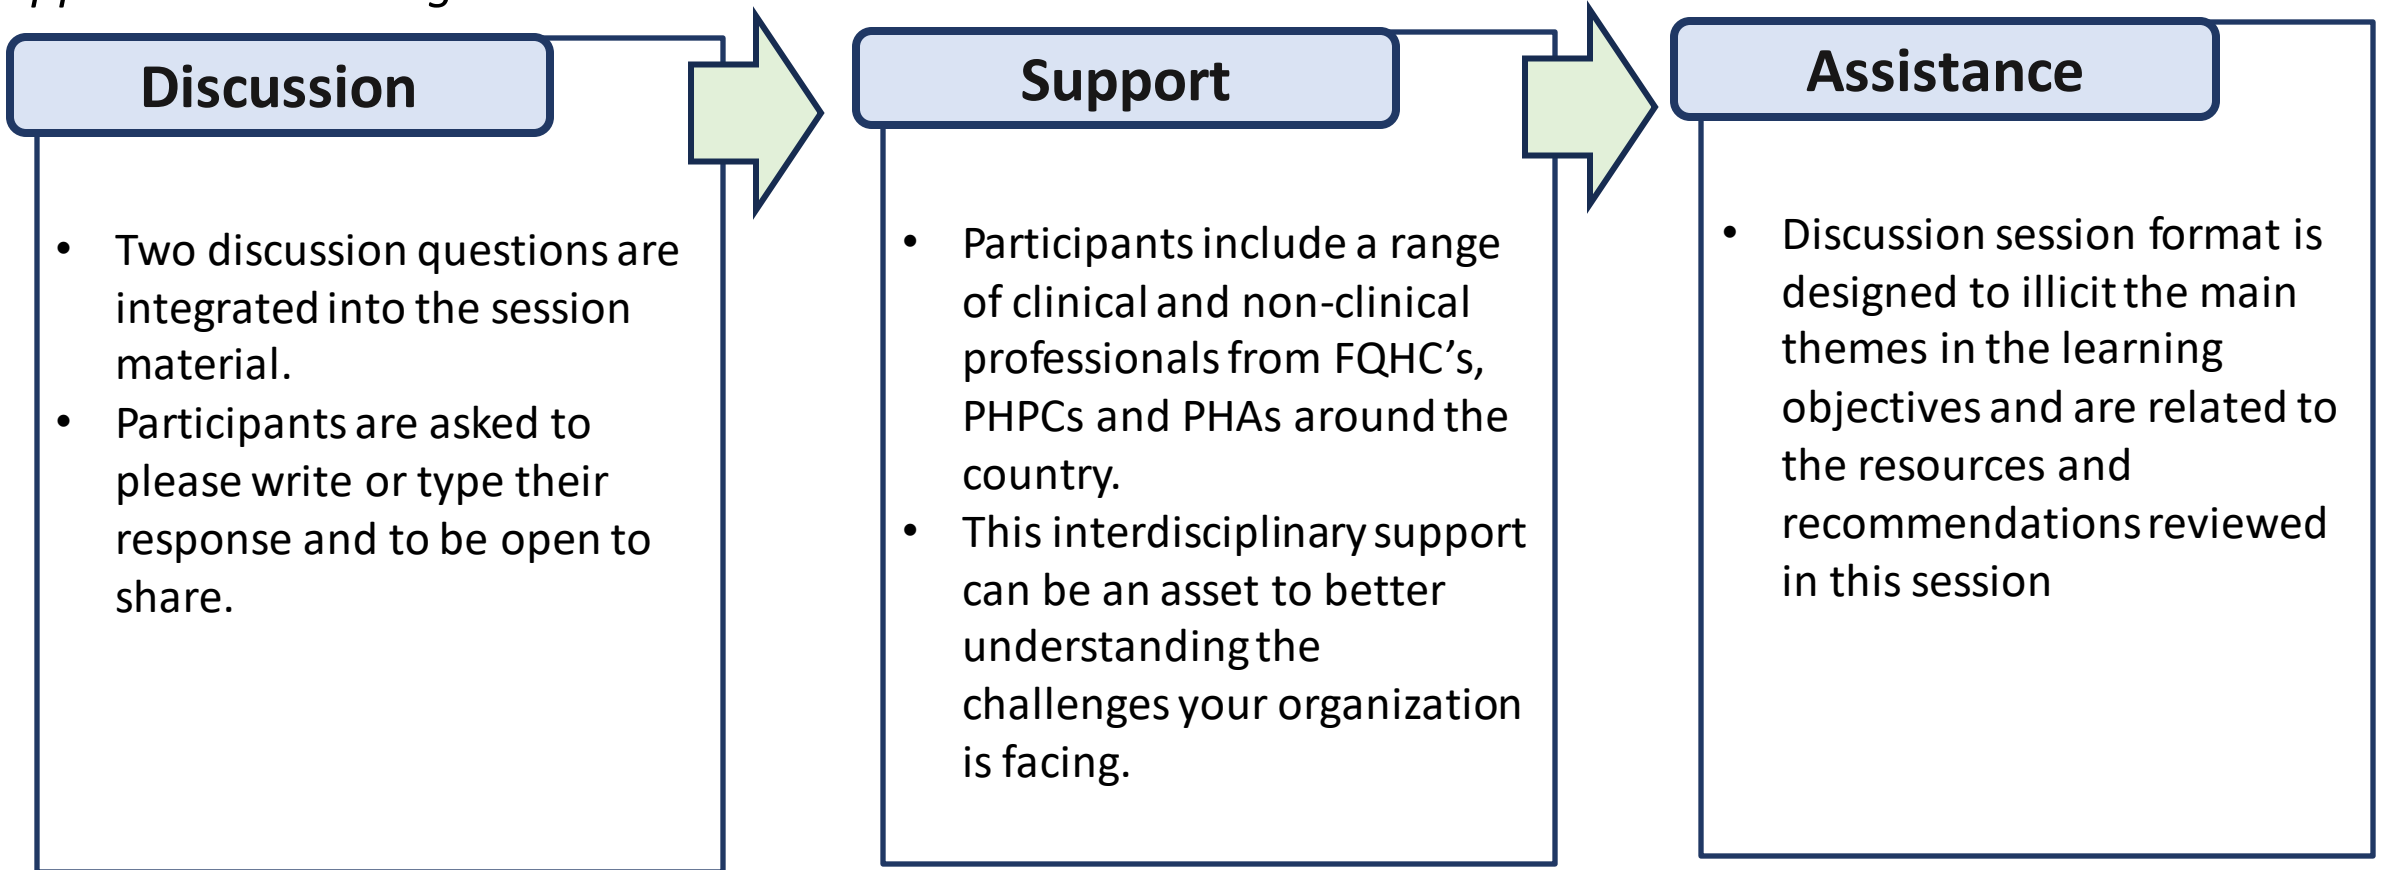 Discussion
• Two discussion questions are
integrated into the session
material.
• Participants are asked to
please write or type their
response and to be open to
share.
Support
• Participants include a range
of clinical and non-clinical
professionals from FQHC’s,
PHPCs and PHAs around the
country.
• This interdisciplinary support
can be an asset to better
understanding the
challenges your organization
is facing.
Assistance
• Discussion session format is
designed to illicit the main
themes in the learning
objectives and are related to
the resources and
recommendations reviewed
in this session